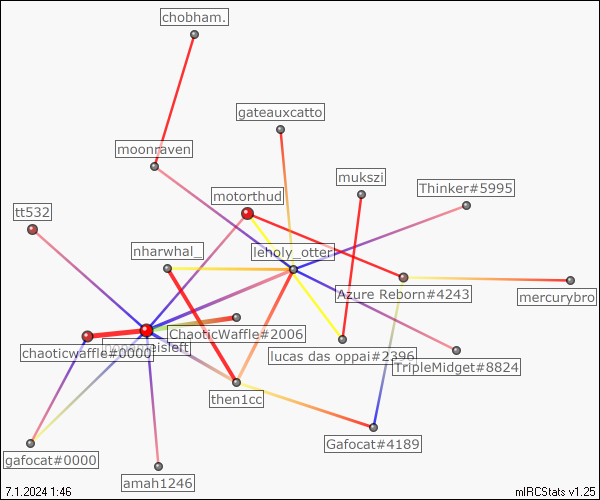 chobham.
gateauxcatto
moonraven
mukszi
Thinker#5995
motorthud
tt532
nharwhal_
leholy_otter
Azure Reborn#4243
mercurybro
ChaoticWaffle#2006
chaoticwaffle#0000
lucas das oppai#2396
TripleMidget#8824
then1cc
Gafocat#4189
gafocat#0000
amah1246
7.1.2024 1:46
mIRCStats v1.25